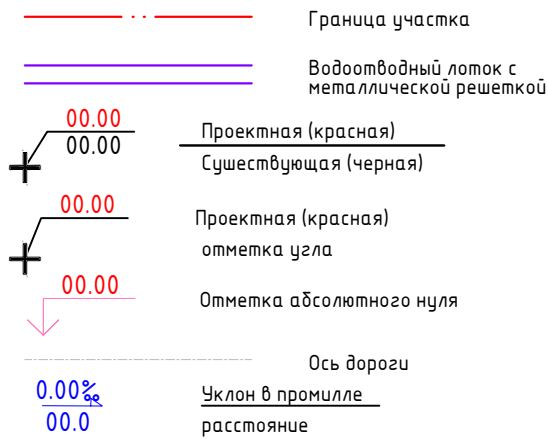 Граница участка
Водоотводный лоток с
металлической решеткой
00.00
00.00
Проектная (красная)
Сушествующая (черная)
00.00
Проектная (красная)
отметка угла
00.00
Отметка абсолютного нуля
Ось дороги
0.00‰
00.0
Уклон в промилле
расстояние